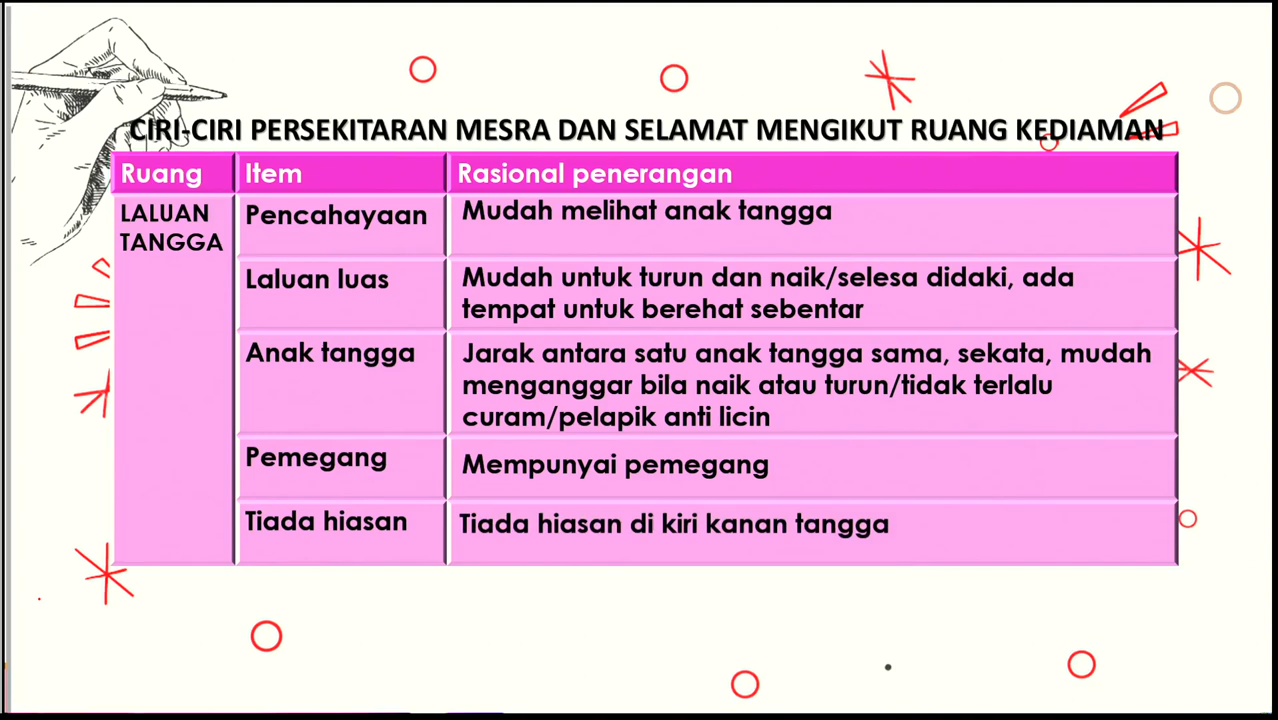 CIRI-CIRI PERSEKITARAN MESRA DAN SELAMAT MENGIKUT RUANG KEDIAMAN
Ruang Item Rasional penerangan
LALUAN
TANGGA
Pencahayaan Mudah melihat anak tangga
Laluan luas Mudah untuk turun dan naik/selesa didaki, ada
tempat untuk berehat sebentar
Anak tangga Jarak antara satu anak tangga sama, sekata, mudah
menganggar bila naik atau turun/tidak terlalu
curam/pelapik anti licin
Pemegang Mempunyai pemegang
Tiada hiasan Tiada hiasan di kiri kanan tangga